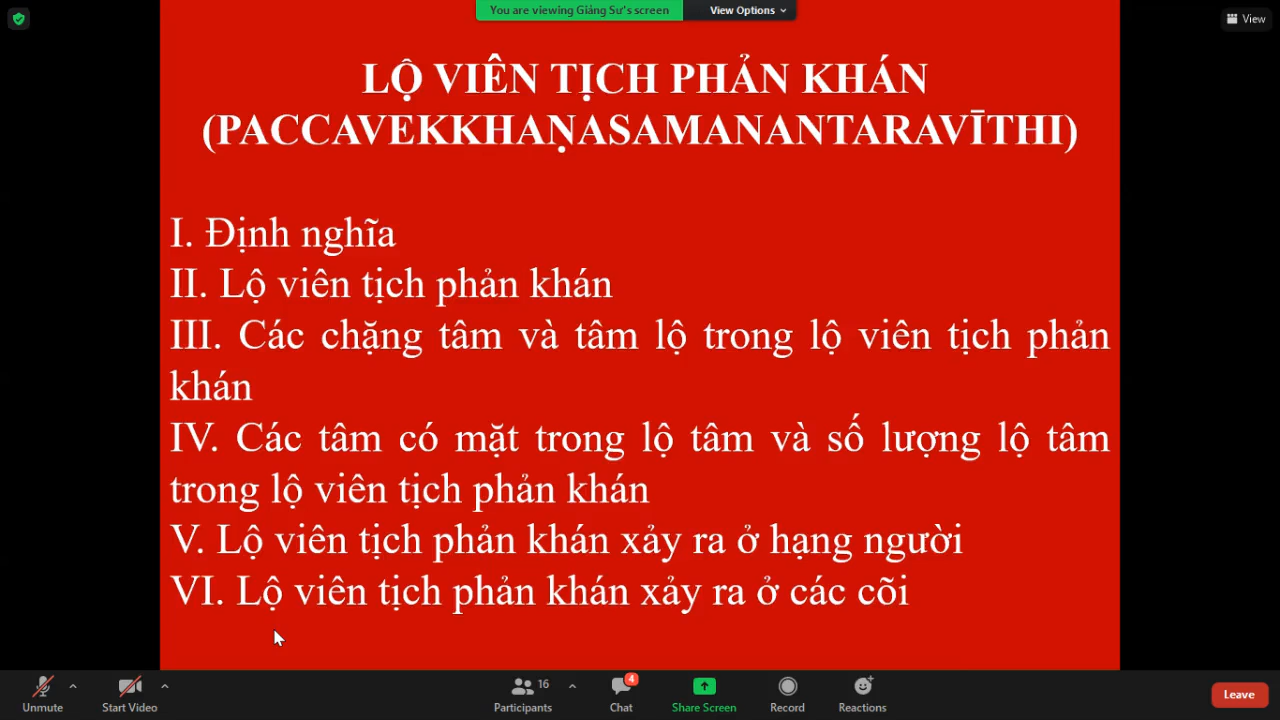 You are viewing Giảng Sư's screen
View Options
View
LỘ VIÊN TỊCH PHẢN KHÁN
(PACCAVEKKHAṆASAMANANTARAVĪTHI)
I. Định nghĩa
II. Lộ viên tịch phản khán
III. Các chặng tâm và tâm lộ trong lộ viên tịch phản
khán
IV. Các tâm có mặt trong lộ tâm và số lượng lộ tâm
trong lộ viên tịch phản khán
V. Lộ viên tịch phản khán xảy ra ở hạng người
VI. Lộ viên tịch phản khán xảy ra ở các cõi
Unmute
Start Video
16
Participants
4
Chat
Share Screen
Record
Reactions
Leave